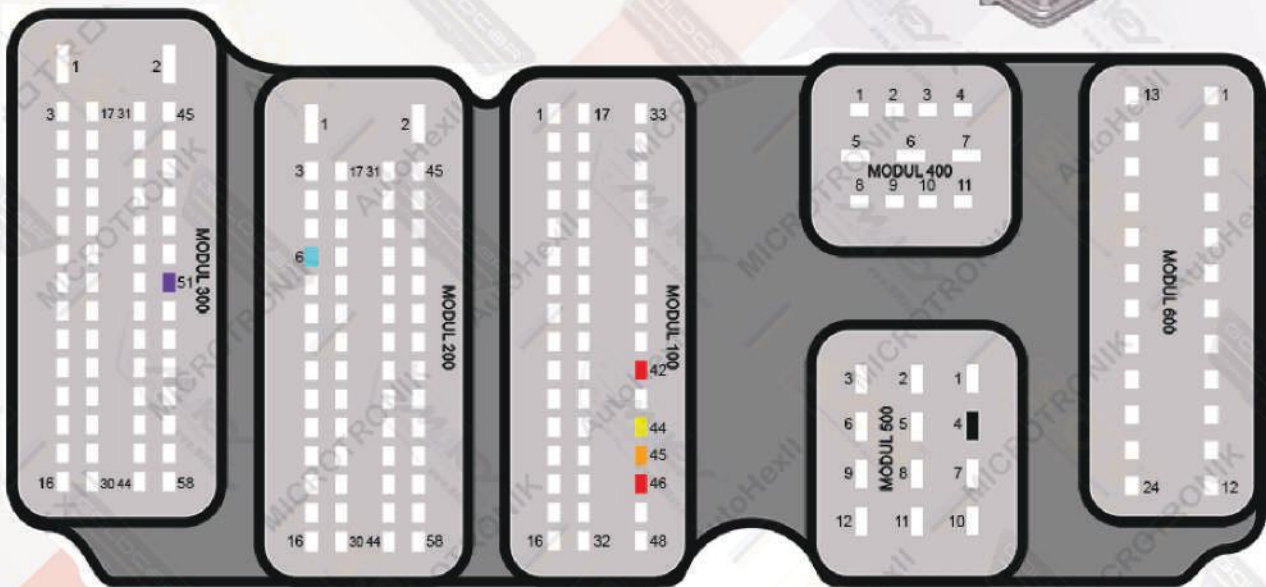 1 2
3 17 31 45
51
MODUL 300
16 30 44 58
1 2
3 17 31 45
6
MODUL 200
16 30 44 58
1 17 33
42
44
45
46
MODUL 100
16 32 48
1 2 3 4
5 6 7
MODUL 400
8 9 10 11
3 2 1
6 5 4
MODUL 500
9 8 7
12 11 10
13 1
MODUL 600
24 12
MICROTRONIK
AutoHexII